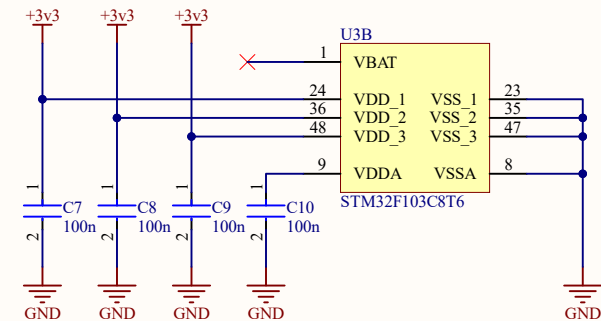 +3v3 +3v3 +3v3
U3B
1 VBAT
24 VDD_1 VSS_1 23
36 VDD_2 VSS_2 35
48 VDD_3 VSS_3 47
9 VDDA VSSA 8
STM32F103C8T6
1 1 1 1
C7 C8 C9 C10
100n 100n 100n 100n
2 2 2 2
GND GND GND GND GND